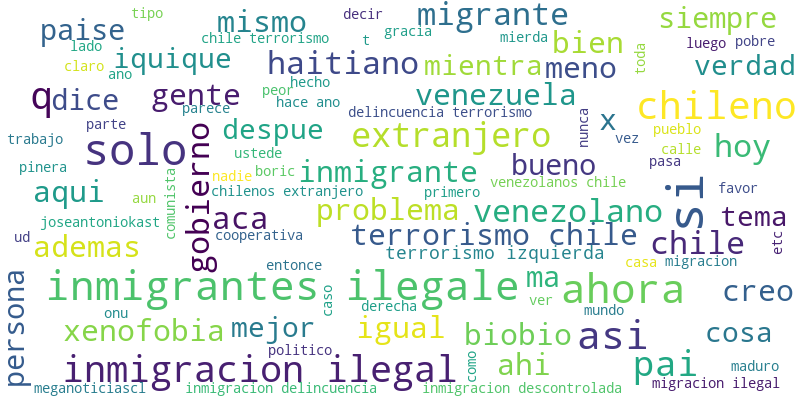 tipo
decir
migrante
siempre
paise
mismo
gracia
chile terrorismo
t
mierda
luego
pobre
lado
claro
iquique
haitiano
mientra
bien
toda
verdad
ano
hecho
meno
q
dice
gente
peor
hace ano
venezuela
chileno
parece
delincuencia terrorismo
x
parte
despue
extranjero
nunca
vez
pueblo
hoy
trabajo
solo
ustede
calle
pinera
nadie
boric
inmigrante
bueno
pasa
gobierno
chilenos extranjero
primero
venezolanos chile
si
favor
aqui
aun
comunista
joseantoniokast
aca
problema
venezolano
tema
ud
cooperativa
terrorismo chile
chile
etc
ademas
terrorismo izquierda
entonce
casa
migracion
persona
inmigrantes ilegale
ma
ahora
creo
onu
caso
derecha
ver
mundo
xenofobia
mejor
igual
biobio
asi
cosa
politico
inmigracion ilegal
como
ahi
pai
migracion ilegal
meganoticiascl
inmigracion delincuencia
inmigracion descontrolada